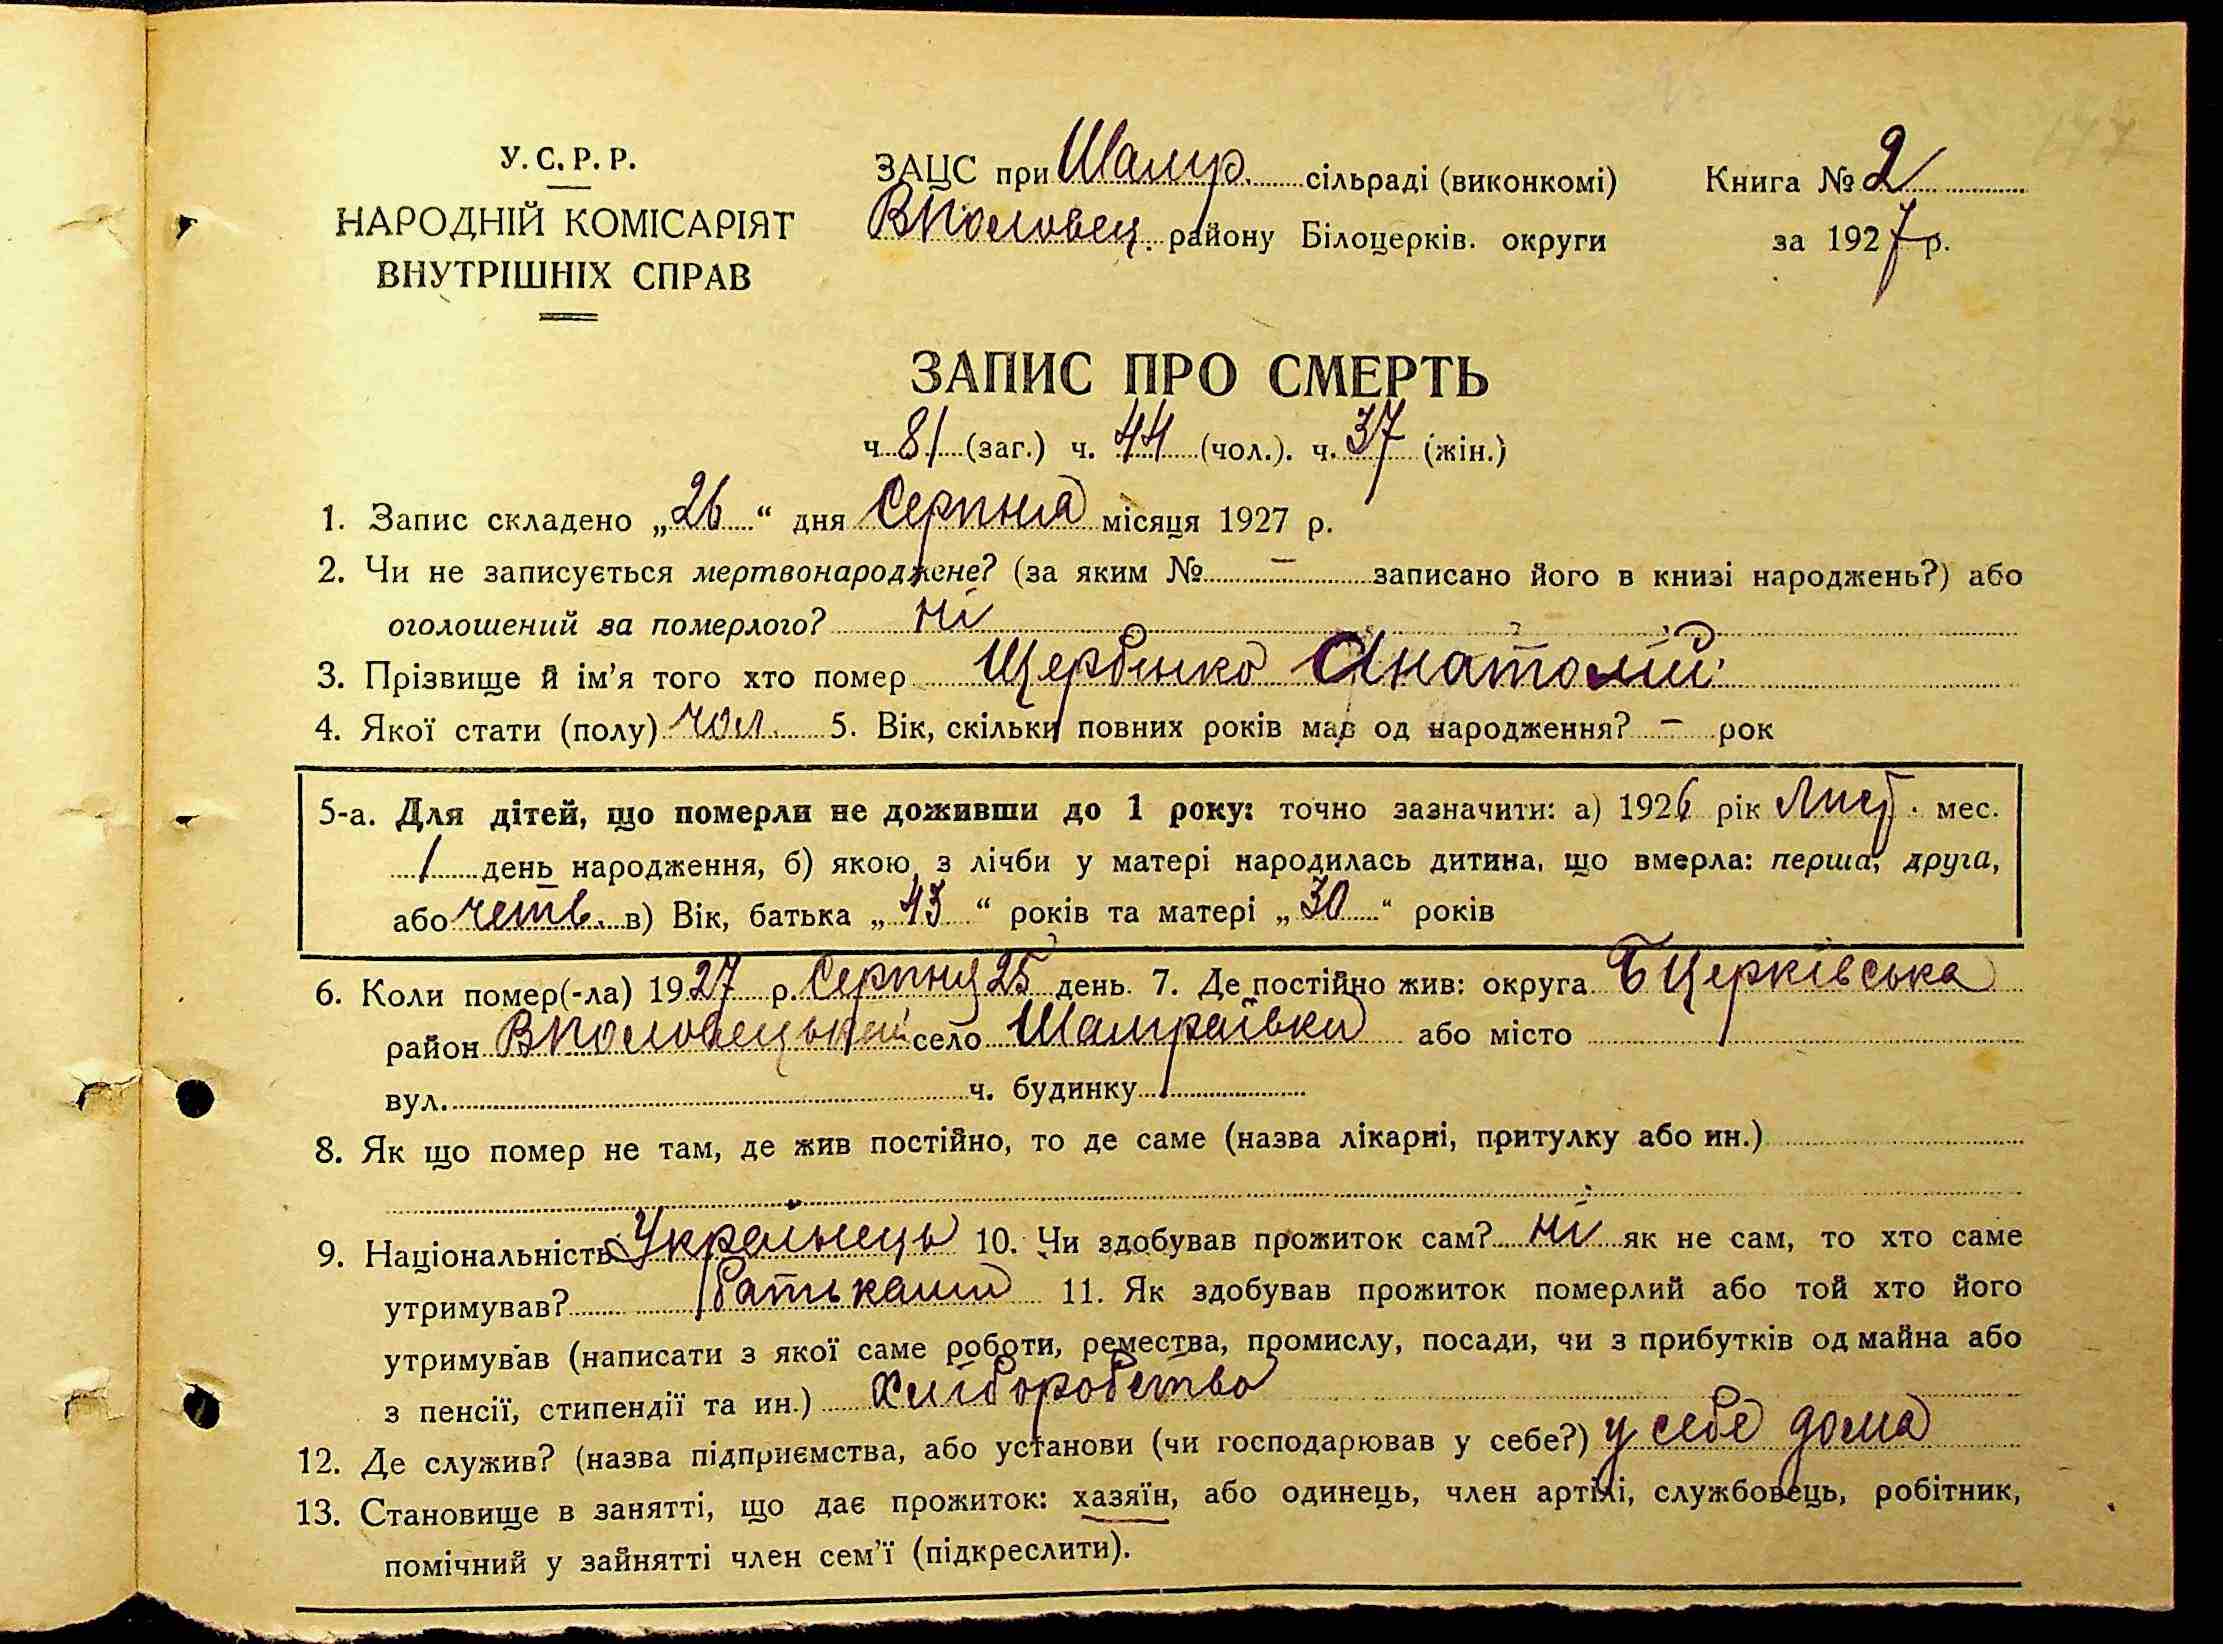 У. С. Р. Р.
НАРОДНІЙ КОМІСАРІЯТ
ВНУТРІШНІХ СПРАВ
ЗАЦС при Шамр. сільраді (виконкомі)
ВПоловец. району Білоцерків. округи
Книга № 2
за 1927 р.
ЗАПИС ПРО СМЕРТЬ
ч. 81 (заг.) ч. 44 (чол.). ч. 37 (жін.)
1. Запис складено „26“ дня Серпня місяця 1927 р.
2. Чи не записується мертвонароджене? (за яким № – записано його в книзі народжень?) або
оголошений за померлого? ні
3. Прізвище й ім'я того хто помер Щербинко Анатолій
4. Якої стати (полу) чол. 5. Вік, скільки повних років мав од народження? – рок
5-а. Для дітей, що померли не доживши до 1 року: точно зазначити: а) 1926 рік Лист. мес.
1 день народження, б) якою з лічби у матері народилась дитина, що вмерла: перша, друга,
або четв. в) Вік, батька „43“ років та матері „30“ років
6. Коли помер(-ла) 1927 р. Серпня 25 день. 7. Де постійно жив: округа БЦерківська
район ВПоловецький село Шамраївка або місто
вул. ч. будинку
8. Як що помер не там, де жив постійно, то де саме (назва лікарні, притулку або ин.)
9. Національність Українець 10. Чи здобував прожиток сам? ні як не сам, то хто саме
утримував? батьками 11. Як здобував прожиток померлий або той хто його
утримував (написати з якої саме роботи, ремества, промислу, посади, чи з прибутків од майна або
з пенсії, стипендії та ин.) хліборобство
12. Де служив? (назва підприємства, або установи (чи господарював у себе?) у себе дома
13. Становище в занятті, що дає прожиток: хазяїн, або одинець, член артілі, службовець, робітник,
помічний у зайнятті член сем'ї (підкреслити).